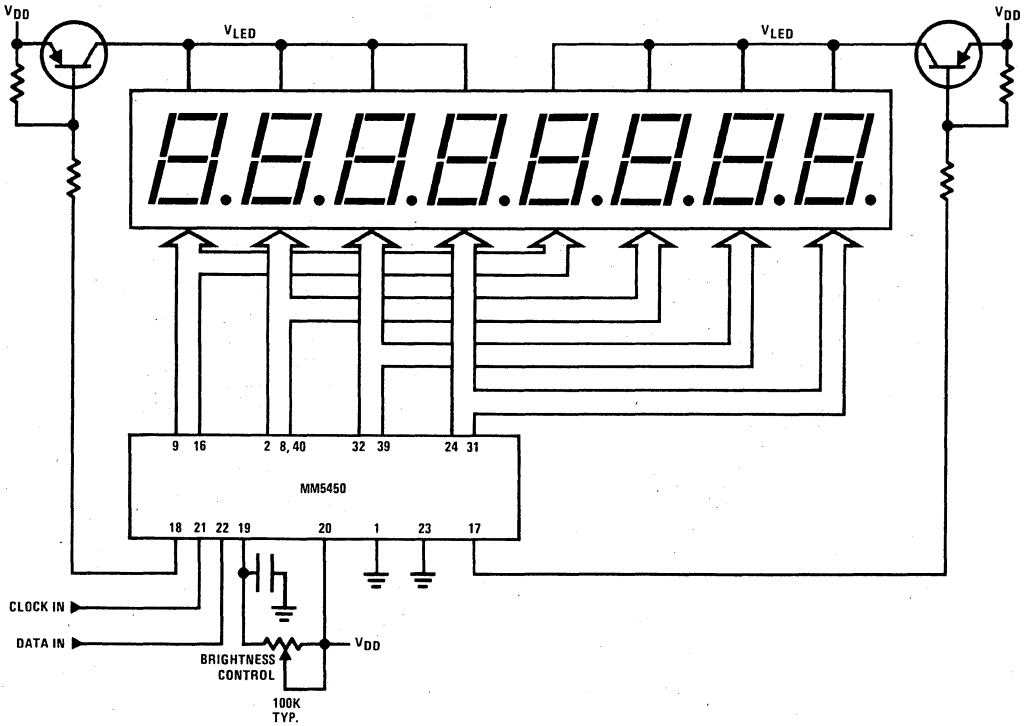 VDD
VLED
VLED
VDD
9 16 2 8, 40 32 39 24 31
MM5450
18 21 22 19 20 1 23 17
CLOCK IN
DATA IN
VDD
BRIGHTNESS
CONTROL
100K
TYP.